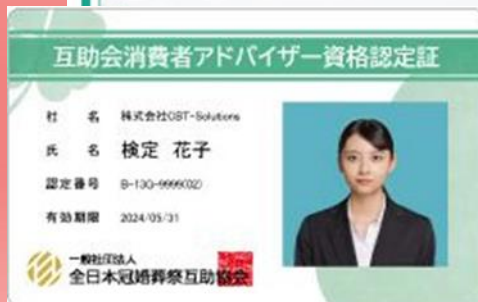 互助会消費者アドバイザー資格認定証
社 名 株式会社CBT-Solutions
氏 名 検定 花子
認定番号 B-13G-9999(02)
有効期限 2024/05/31
一般社団法人
全日本冠婚葬祭互助協会